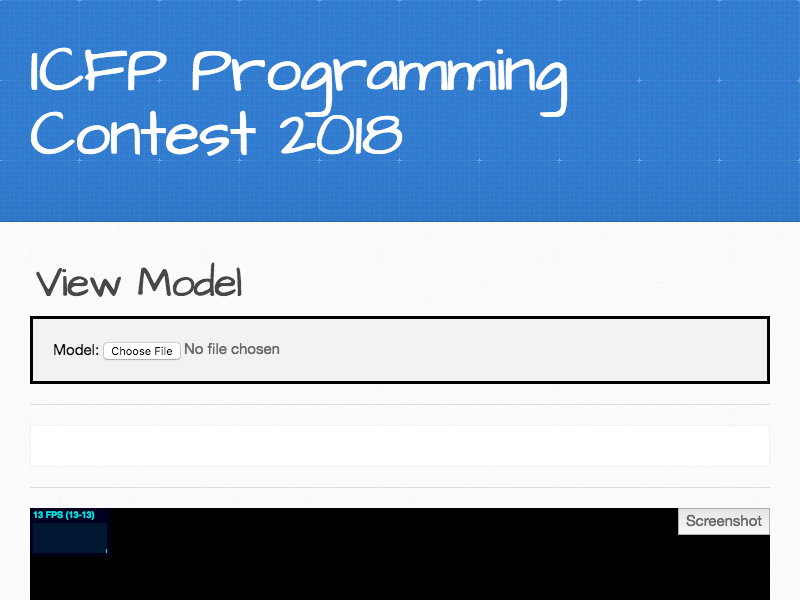 ICFP Programming
Contest 2018
View Model
Model: Choose File No file chosen
13 FPS (13-13)
Screenshot